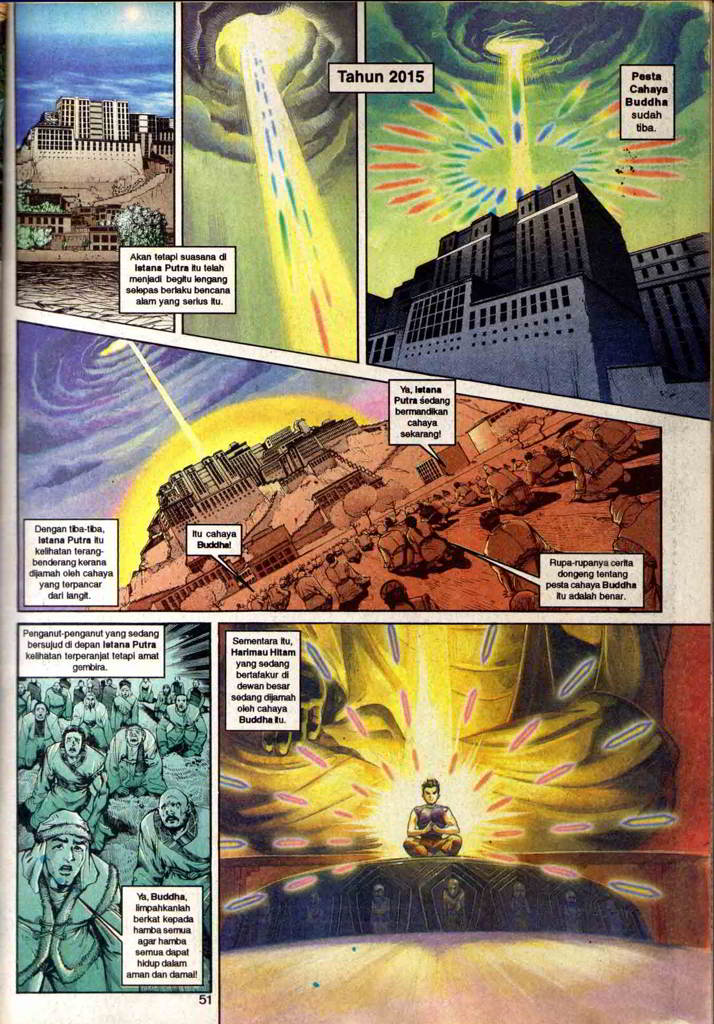 Akan tetapi suasana di
Istana Putra itu telah
menjadi begitu lengang
selepas berlaku bencana
alam yang serius itu.
Tahun 2015
Pesta
Cahaya
Buddha
sudah
tiba.
Ya, Istana
Putra sedang
bermandikan
cahaya
sekarang!
Dengan tiba-tiba,
Istana Putra itu
kelihatan terang-
benderang kerana
dijamah oleh cahaya
yang terpancar
dari langit.
Itu cahaya
Buddha!
Rupa-rupanya cerita
dongeng tentang
pesta cahaya Buddha
itu adalah benar.
Penganut-penganut yang sedang
bersujud di depan Istana Putra
kelihatan terperanjat tetapi amat
gembira.
Ya, Buddha,
limpahkanlah
berkat kepada
hamba semua
agar hamba
semua dapat
hidup dalam
aman dan damai!
Sementara itu,
Harimau Hitam
yang sedang
bertafakur di
dewan besar
sedang dijamah
oleh cahaya
Buddha itu.
51